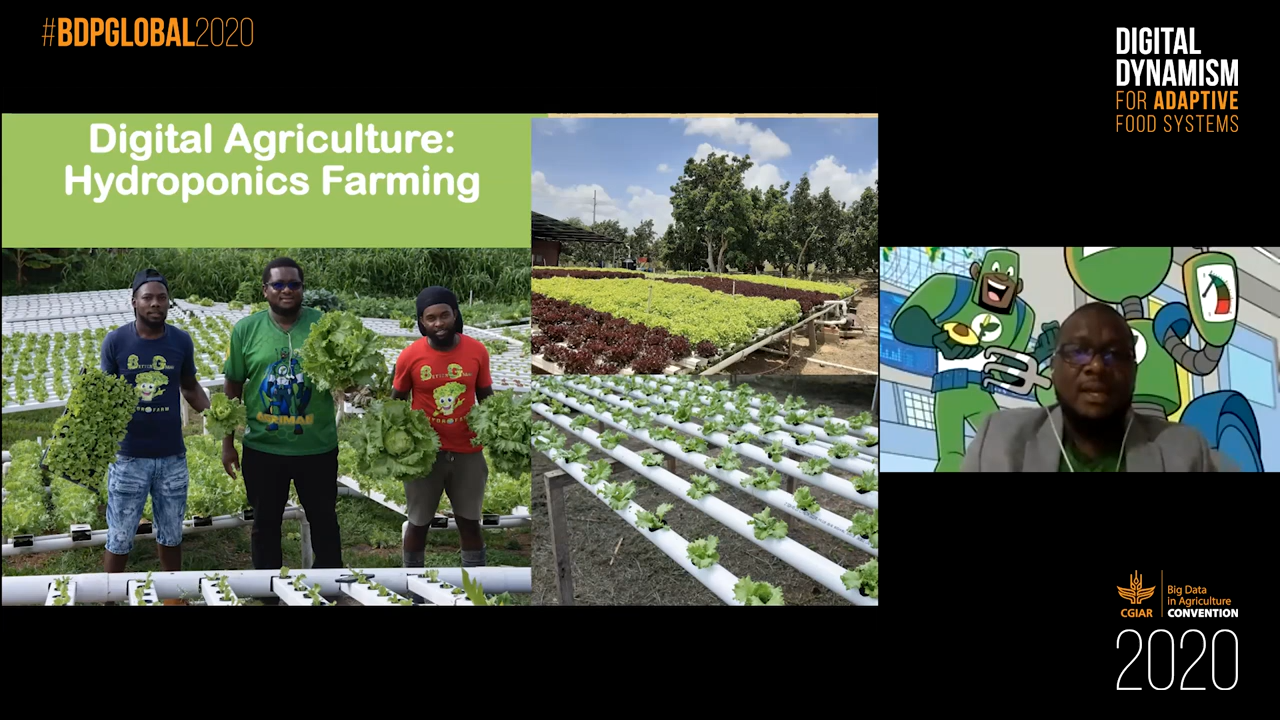 #BDPGLOBAL2020
DIGITAL
DYNAMISM
FOR ADAPTIVE
FOOD SYSTEMS
Digital Agriculture:
Hydroponics Farming
CGIAR
Big Data
in Agriculture
CONVENTION
2020